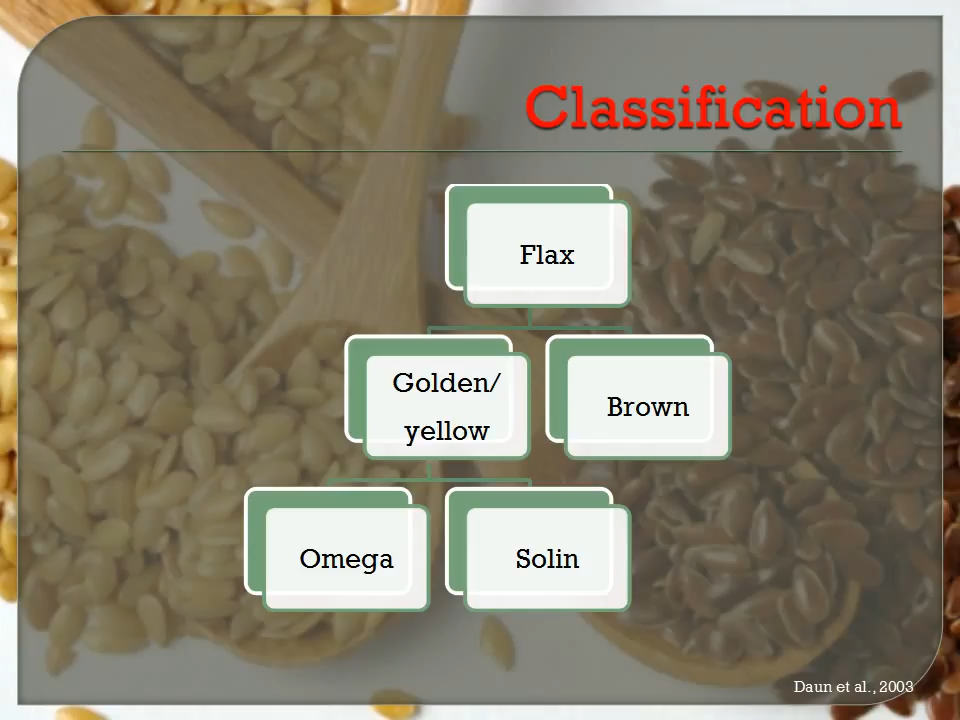 Classification
Flax
Golden/
yellow
Brown
Omega
Solin
Daun et al., 2003